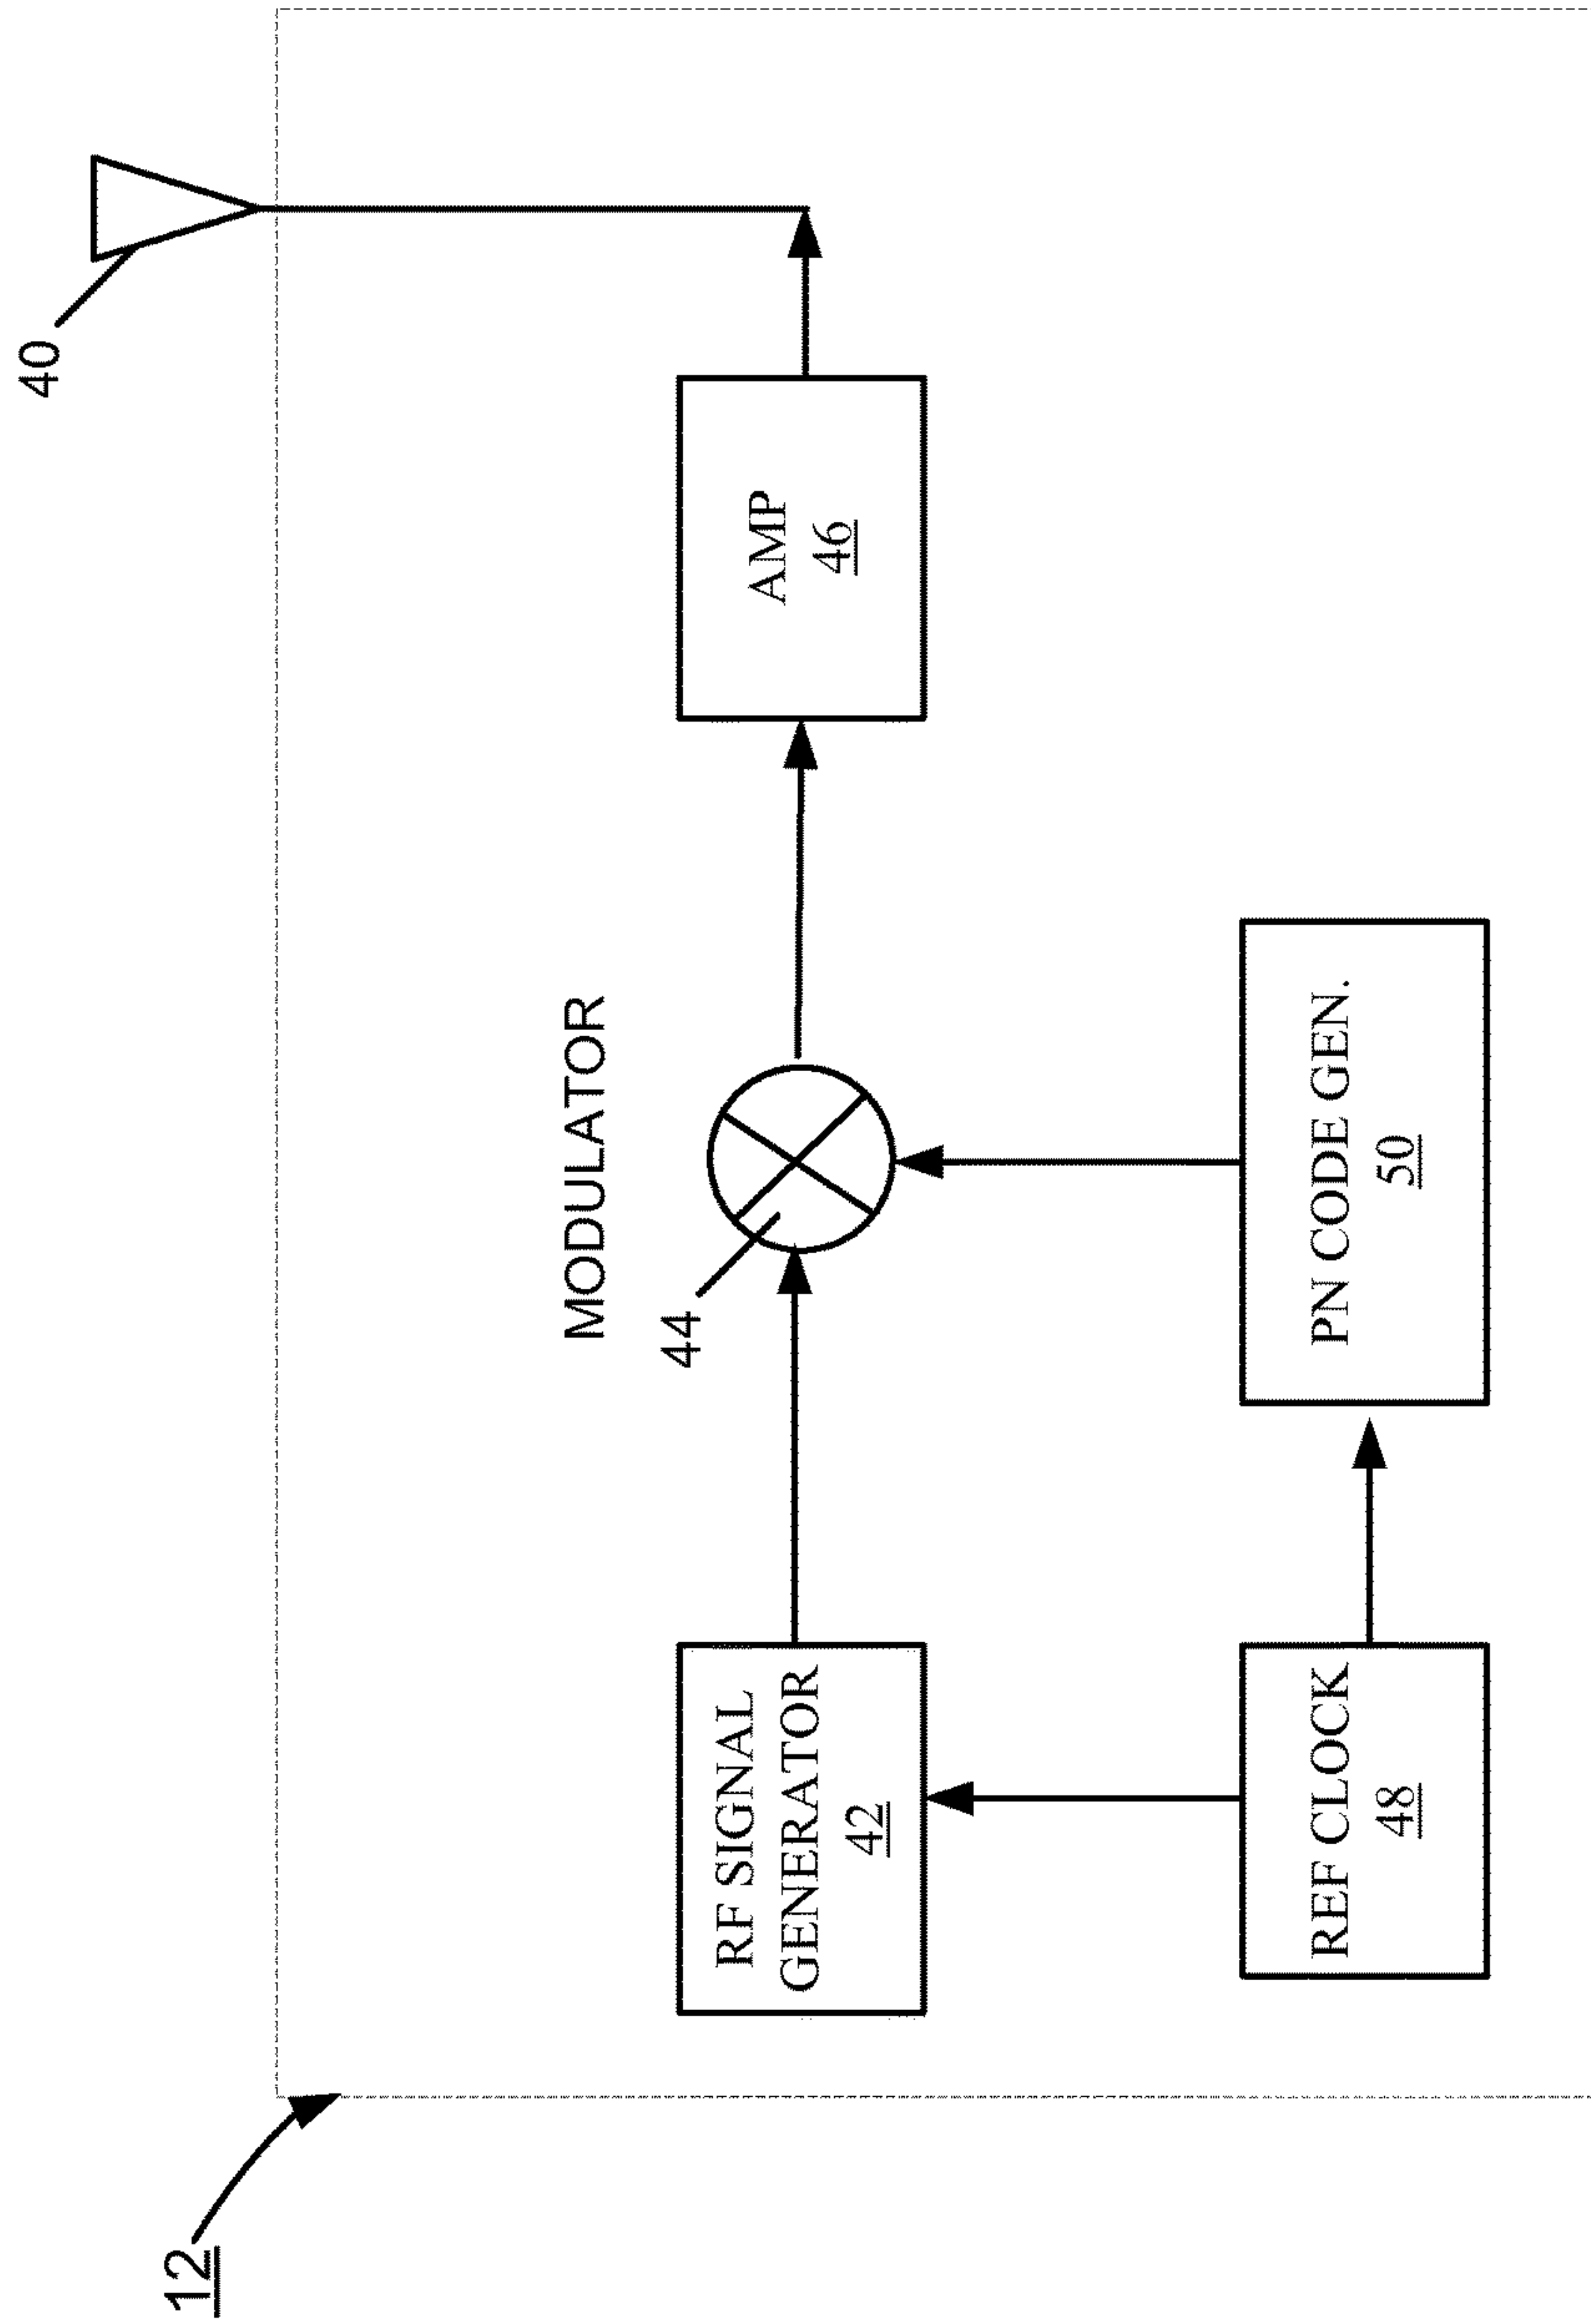 40
MODULATOR
44
RF SIGNAL
GENERATOR
42
AMP
46
REF CLOCK
48
PN CODE GEN.
50
12